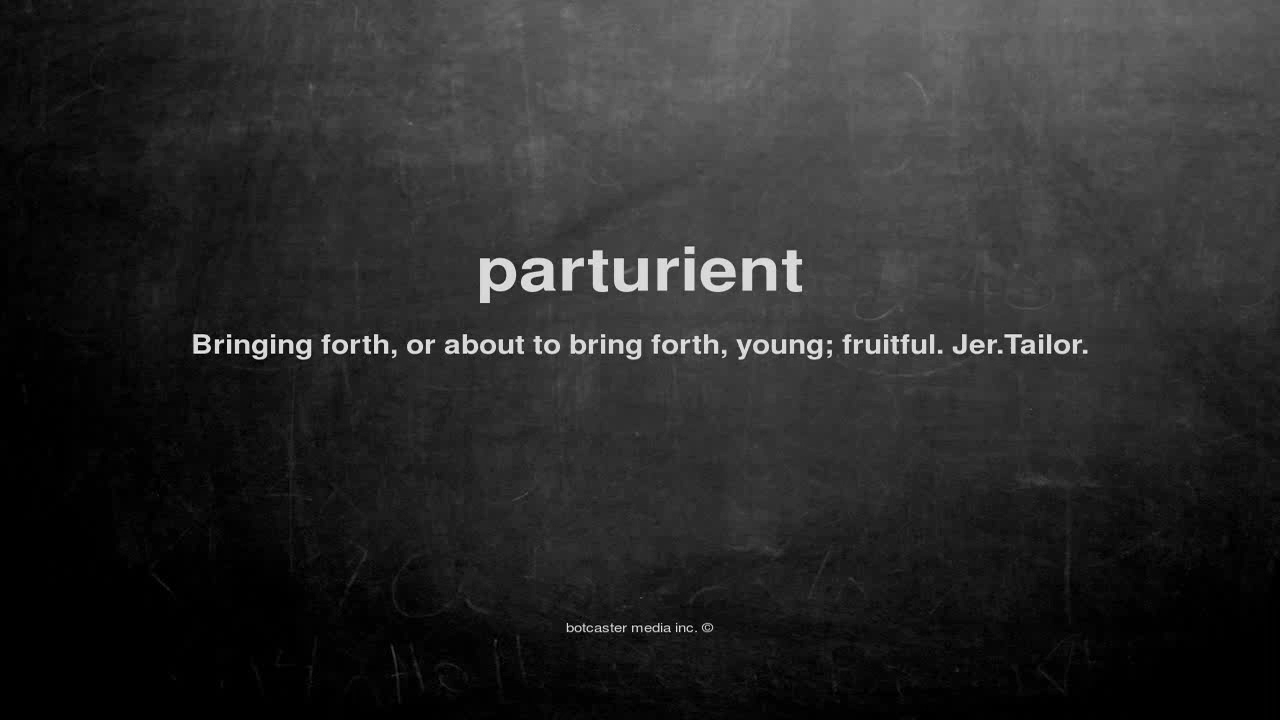 parturient
Bringing forth, or about to bring forth, young; fruitful. Jer.Tailor.
botcaster media inc. ©